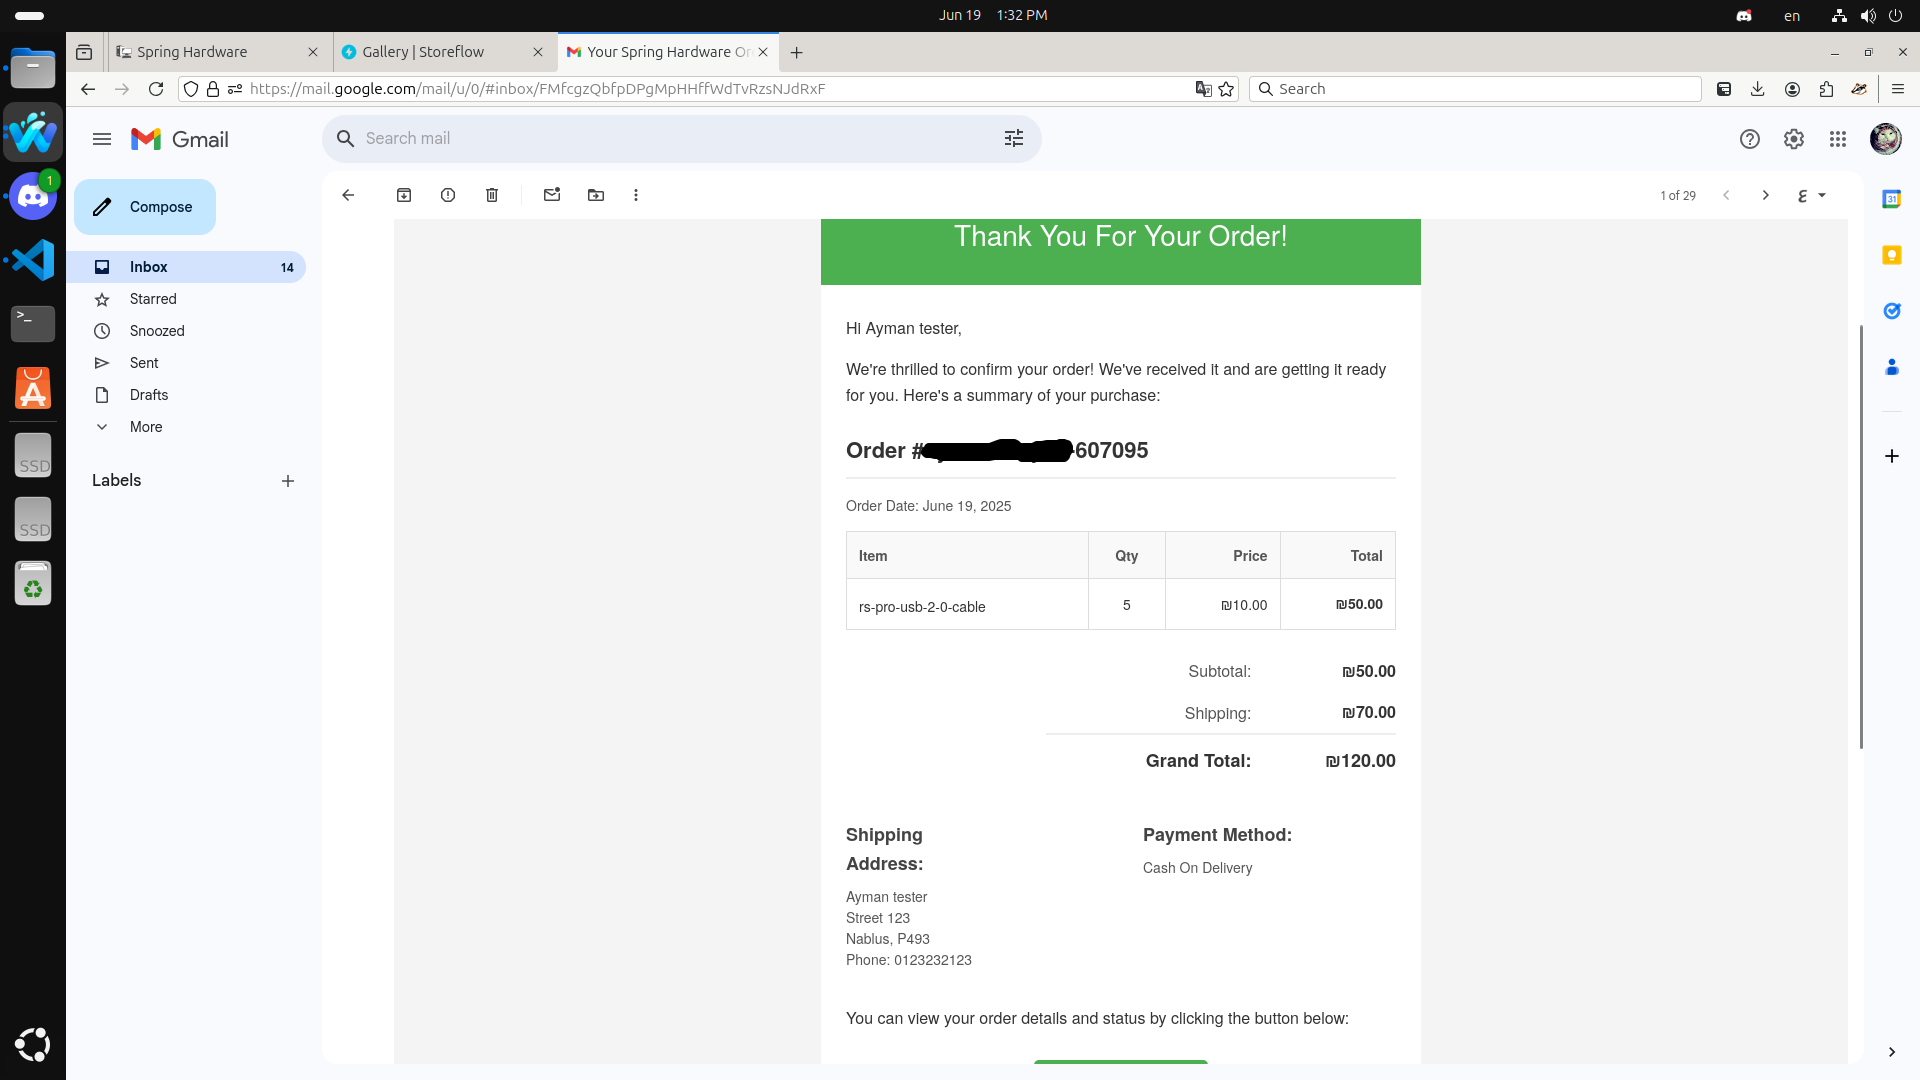 Jun 19 1:32 PM
en
Spring Hardware
Gallery | Storeflow
Your Spring Hardware Or
https://mail.google.com/mail/u/0/#inbox/FMfcgzQbfpDPgMpHHffWdTvRzsNJdRxF
Search
1
>_
SSD
SSD
Gmail
Search mail
Compose
Inbox 14
Starred
Snoozed
Sent
Drafts
More
Labels
1 of 29
ع
31
Thank You For Your Order!
Hi Ayman tester,
We're thrilled to confirm your order! We've received it and are getting it ready
for you. Here's a summary of your purchase:
Order # -607095
Order Date: June 19, 2025
Item Qty Price Total
rs-pro-usb-2-0-cable 5 ₪10.00 ₪50.00
Subtotal: ₪50.00
Shipping: ₪70.00
Grand Total: ₪120.00
Shipping
Address:
Ayman tester
Street 123
Nablus, P493
Phone: 0123232123
Payment Method:
Cash On Delivery
You can view your order details and status by clicking the button below: